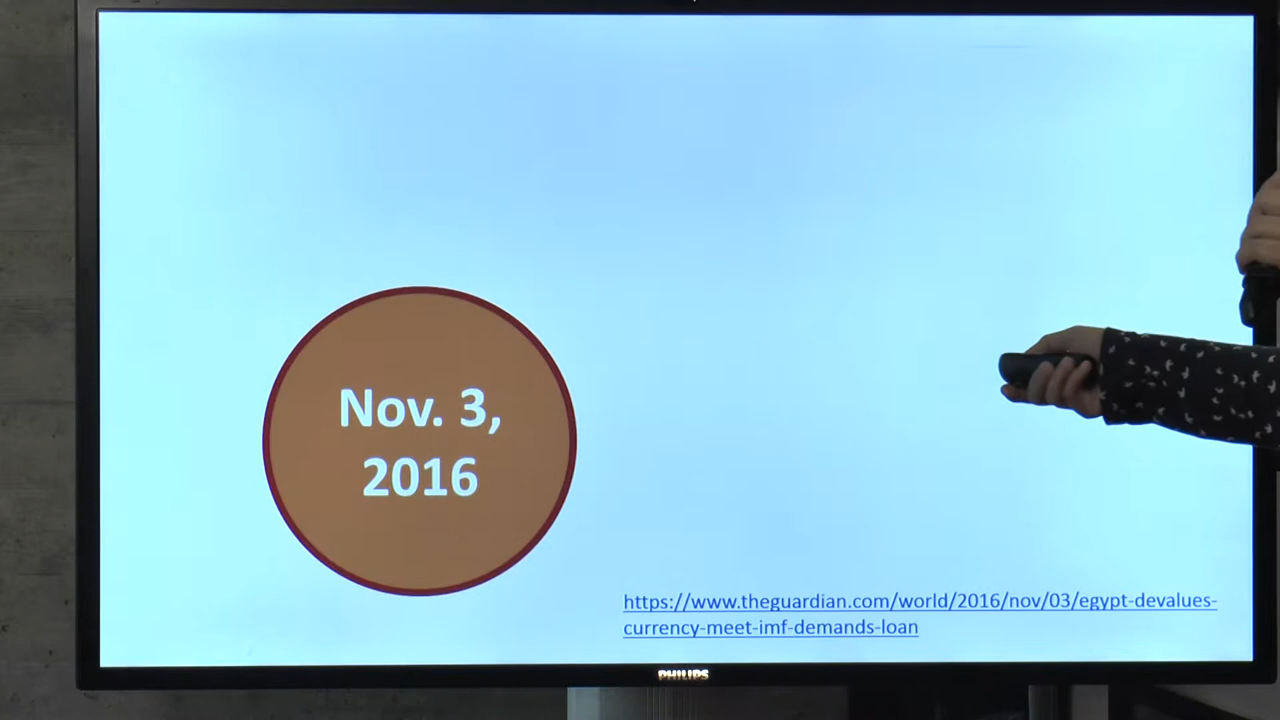 Nov. 3,
2016
https://www.theguardian.com/world/2016/nov/03/egypt-devalues-
currency-meet-imf-demands-loan
PHILIPS